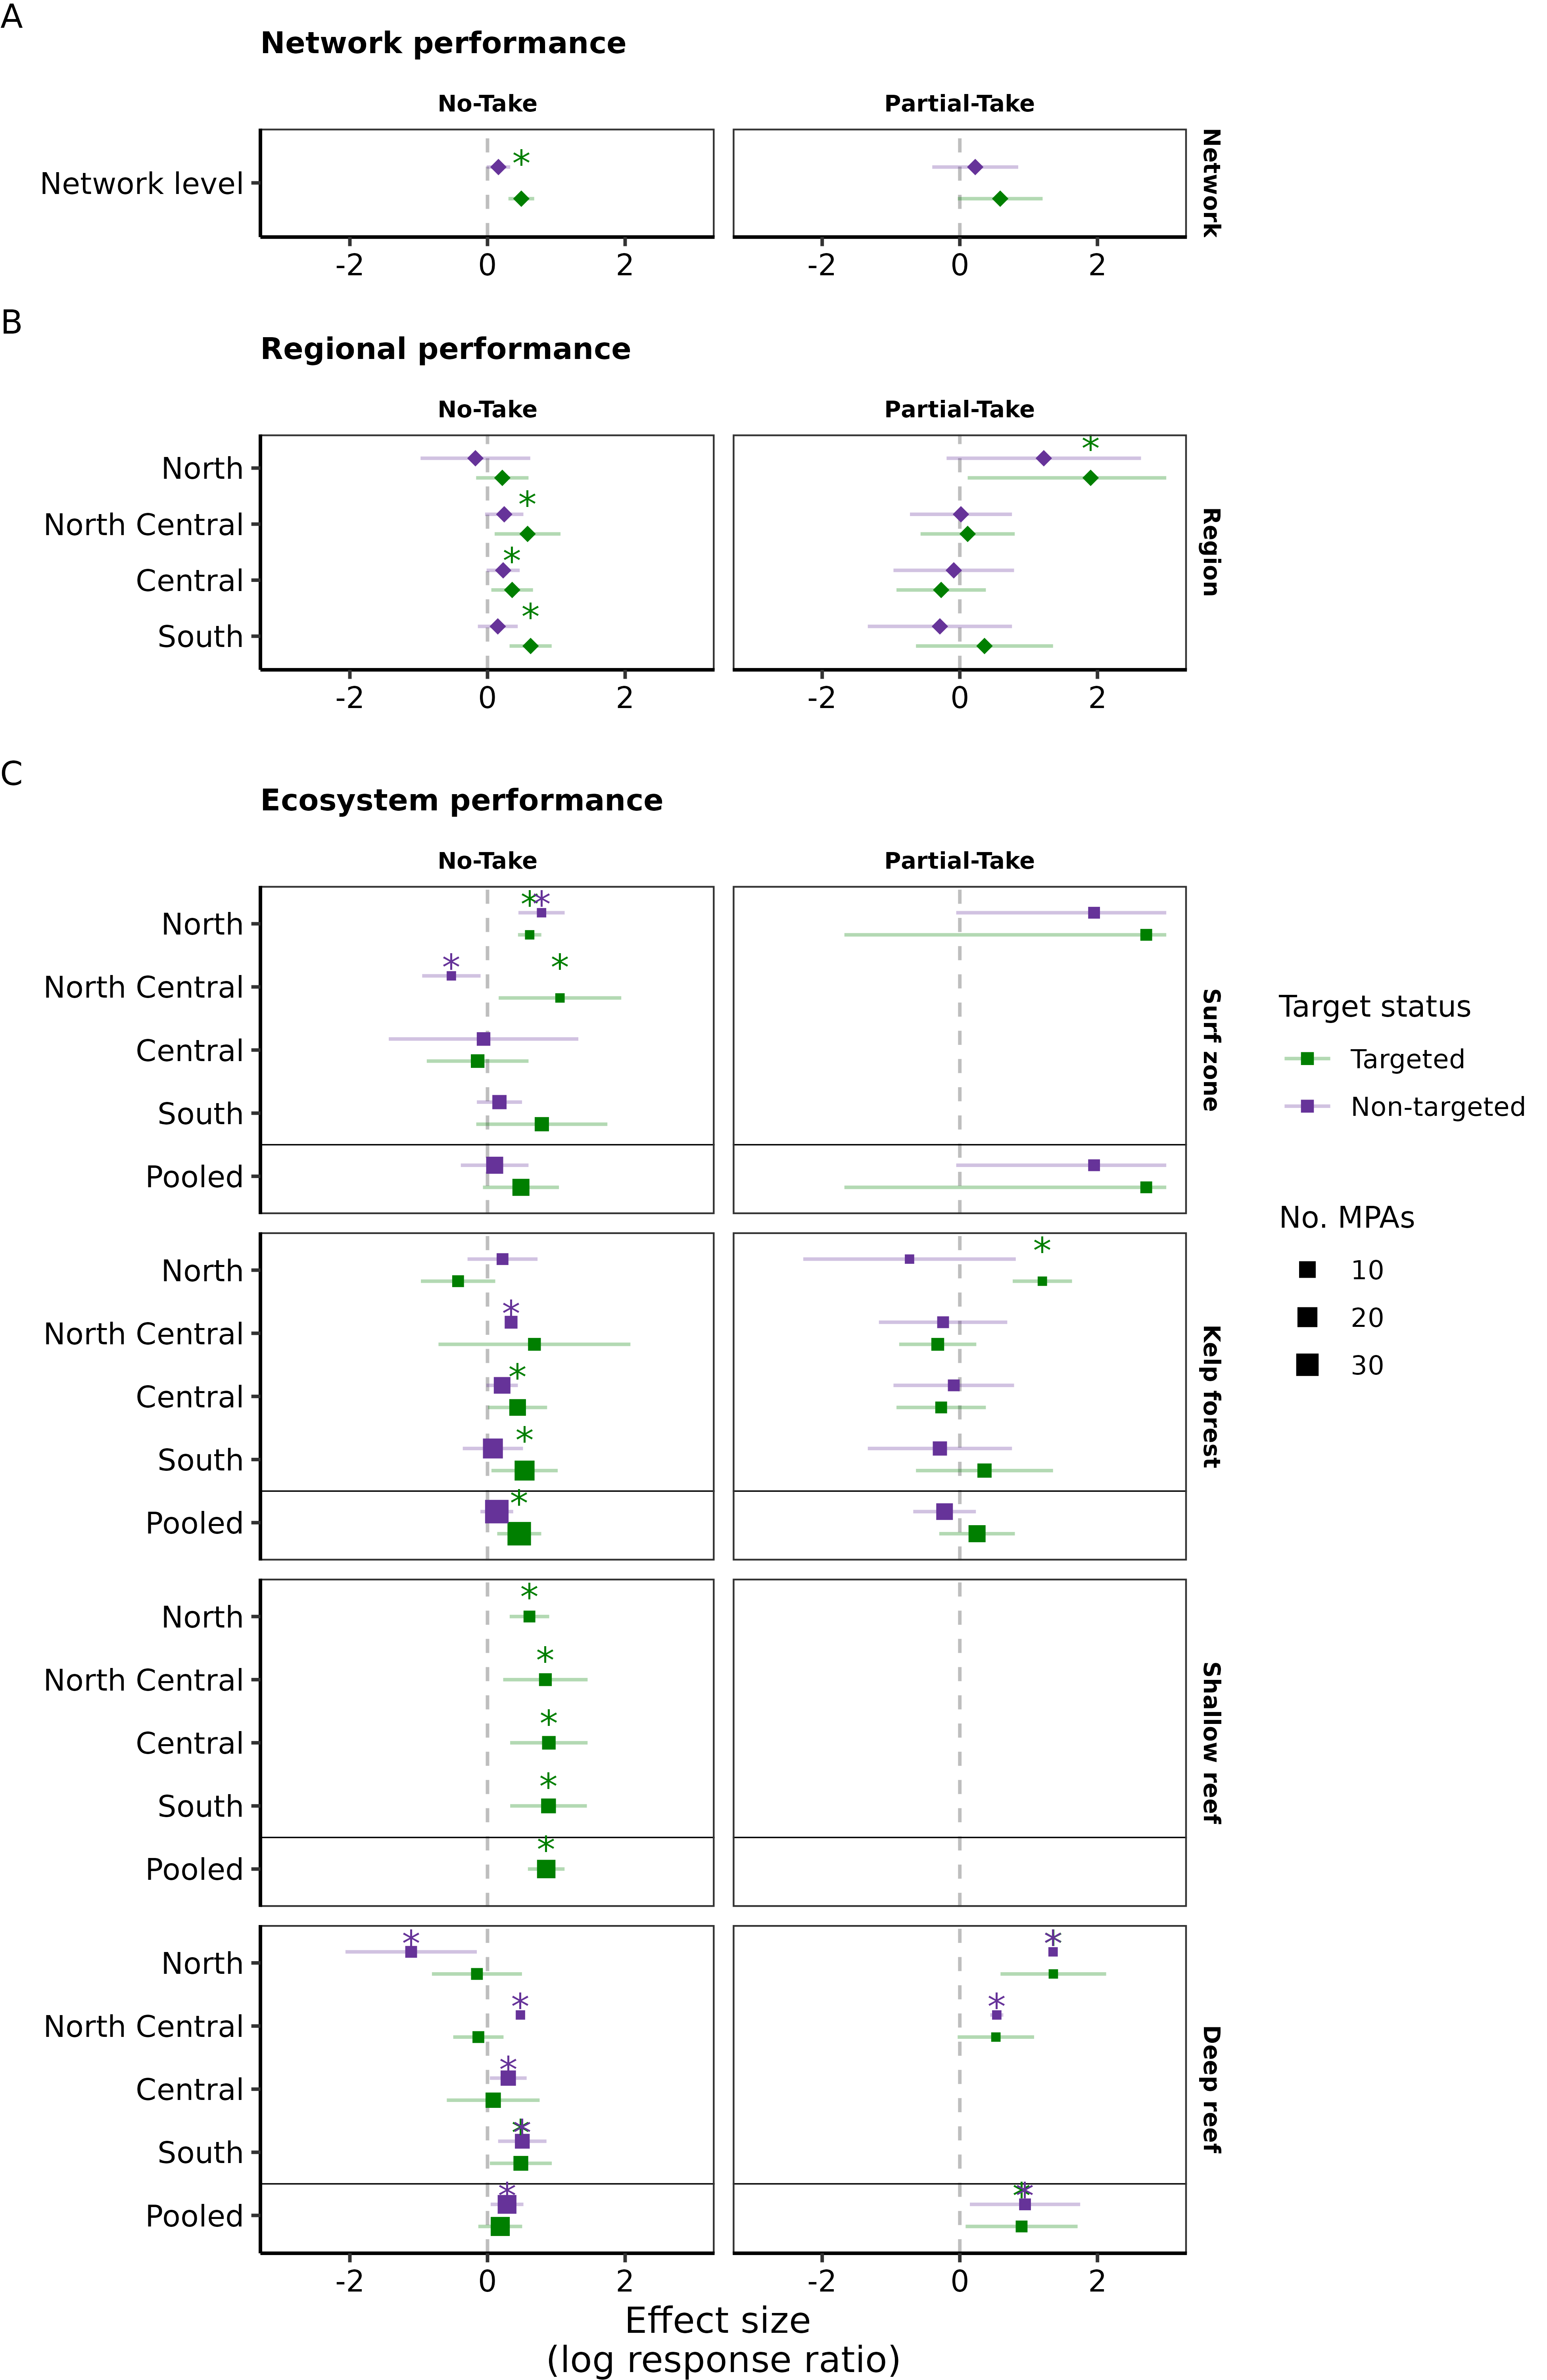 A
Network performance
No-Take
Partial-Take
* 
Network level
Network
-2 0 2
-2 0 2
B
Regional performance
No-Take
Partial-Take
*
North
*
North Central
*
Central
*
South
Region
-2 0 2
-2 0 2
C
Ecosystem performance
No-Take
Partial-Take
* *
North
* *
North Central
Central
South
Pooled
Surf zone
*
North
*
North Central
*
Central
*
South
*
Pooled
Kelp forest
*
North
*
North Central
*
Central
*
South
*
Pooled
Shallow reef
* *
North
* *
North Central
*
Central
* *
South
* * *
Pooled
Deep reef
-2 0 2
-2 0 2
Effect size
(log response ratio)
Target status
Targeted
Non-targeted
No. MPAs
10
20
30